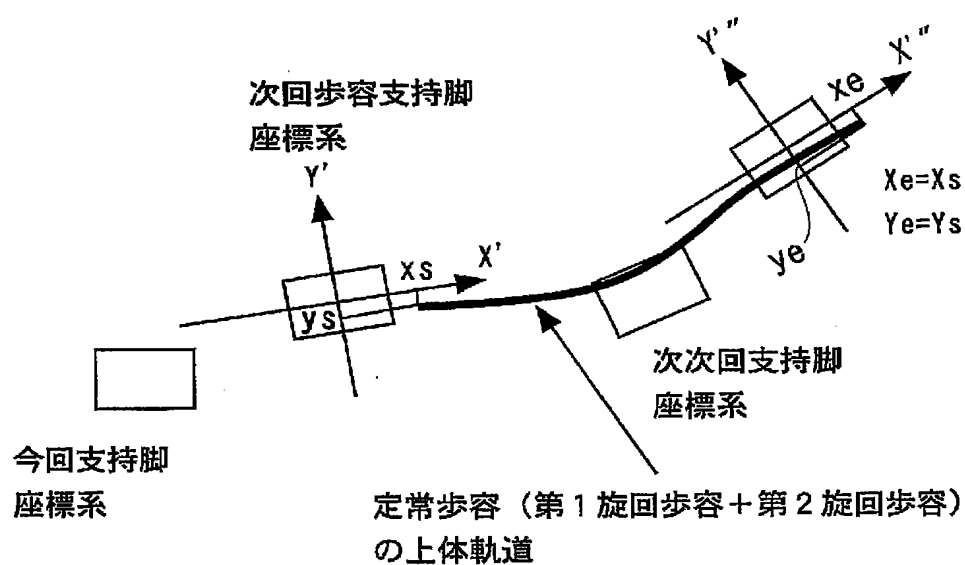 Y'''
X'''
次回歩容支持脚
座標系
xe
Y'
Xe=Xs
Ye=Ys
X'
xs
ye
ys
次次回支持脚
座標系
今回支持脚
座標系
定常歩容（第１旋回歩容＋第２旋回歩容）
の上体軌道